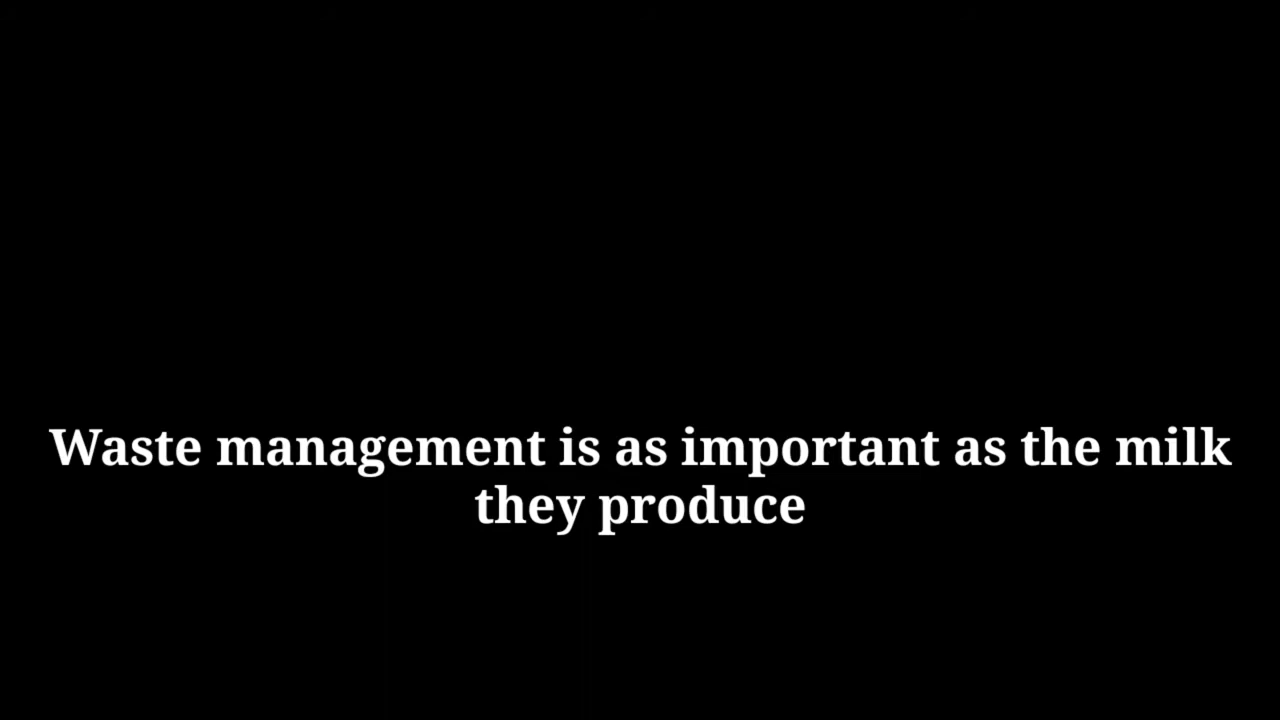 Waste management is as important as the milk
they produce